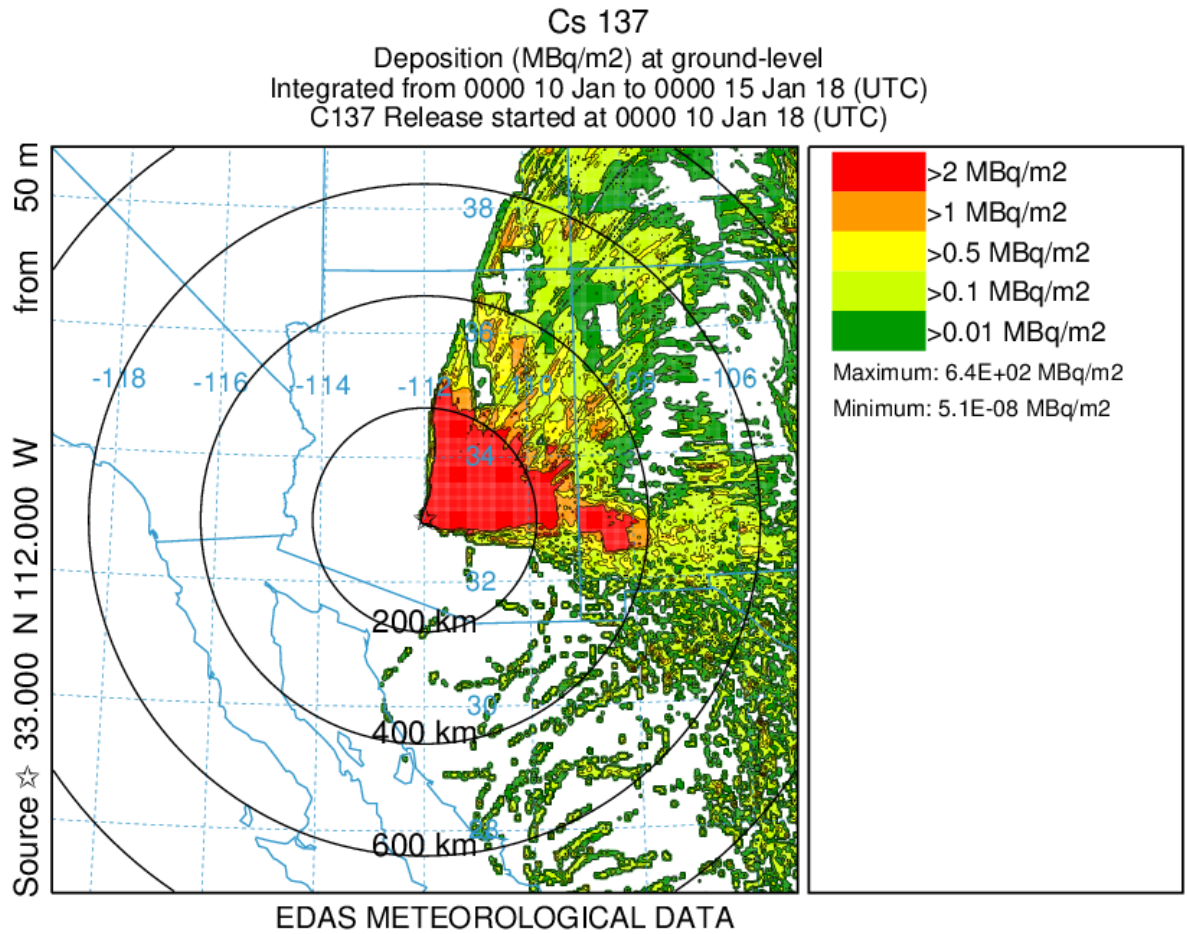 Cs 137
Deposition (MBq/m2) at ground-level
Integrated from 0000 10 Jan to 0000 15 Jan 18 (UTC)
C137 Release started at 0000 10 Jan 18 (UTC)
Source ☆ 33.000 N 112.000 W from 50 m
38
36
-118 -116 -114 -112 -110 -108 -106
34
32
200 km
30
400 km
28
600 km
>2 MBq/m2
>1 MBq/m2
>0.5 MBq/m2
>0.1 MBq/m2
>0.01 MBq/m2
Maximum: 6.4E+02 MBq/m2
Minimum: 5.1E-08 MBq/m2
EDAS METEOROLOGICAL DATA